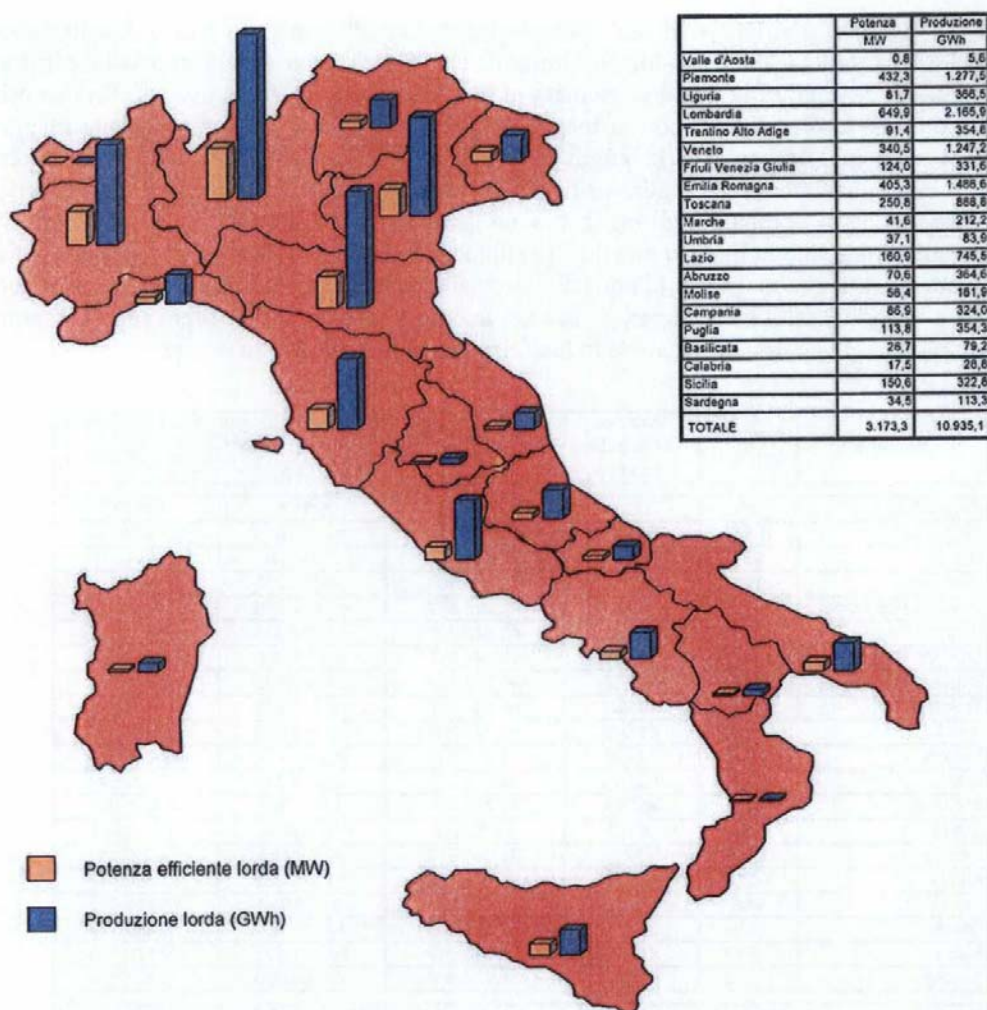 Potenza Produzione
MW GWh
Valle d'Aosta 0,8 5,6
Piemonte 432,3 1.277,5
Liguria 81,7 366,5
Lombardia 649,9 2.165,9
Trentino Alto Adige 91,4 354,8
Veneto 340,5 1.247,2
Friuli Venezia Giulia 124,0 331,6
Emilia Romagna 405,3 1.486,6
Toscana 250,8 888,8
Marche 41,6 212,2
Umbria 37,1 83,9
Lazio 160,9 745,5
Abruzzo 70,6 364,6
Molise 56,4 161,9
Campania 86,9 324,0
Puglia 113,8 354,3
Basilicata 26,7 79,2
Calabria 17,5 28,8
Sicilia 150,6 322,8
Sardegna 34,5 113,3
TOTALE 3.173,3 10.935,1
Potenza efficiente lorda (MW)
Produzione lorda (GWh)